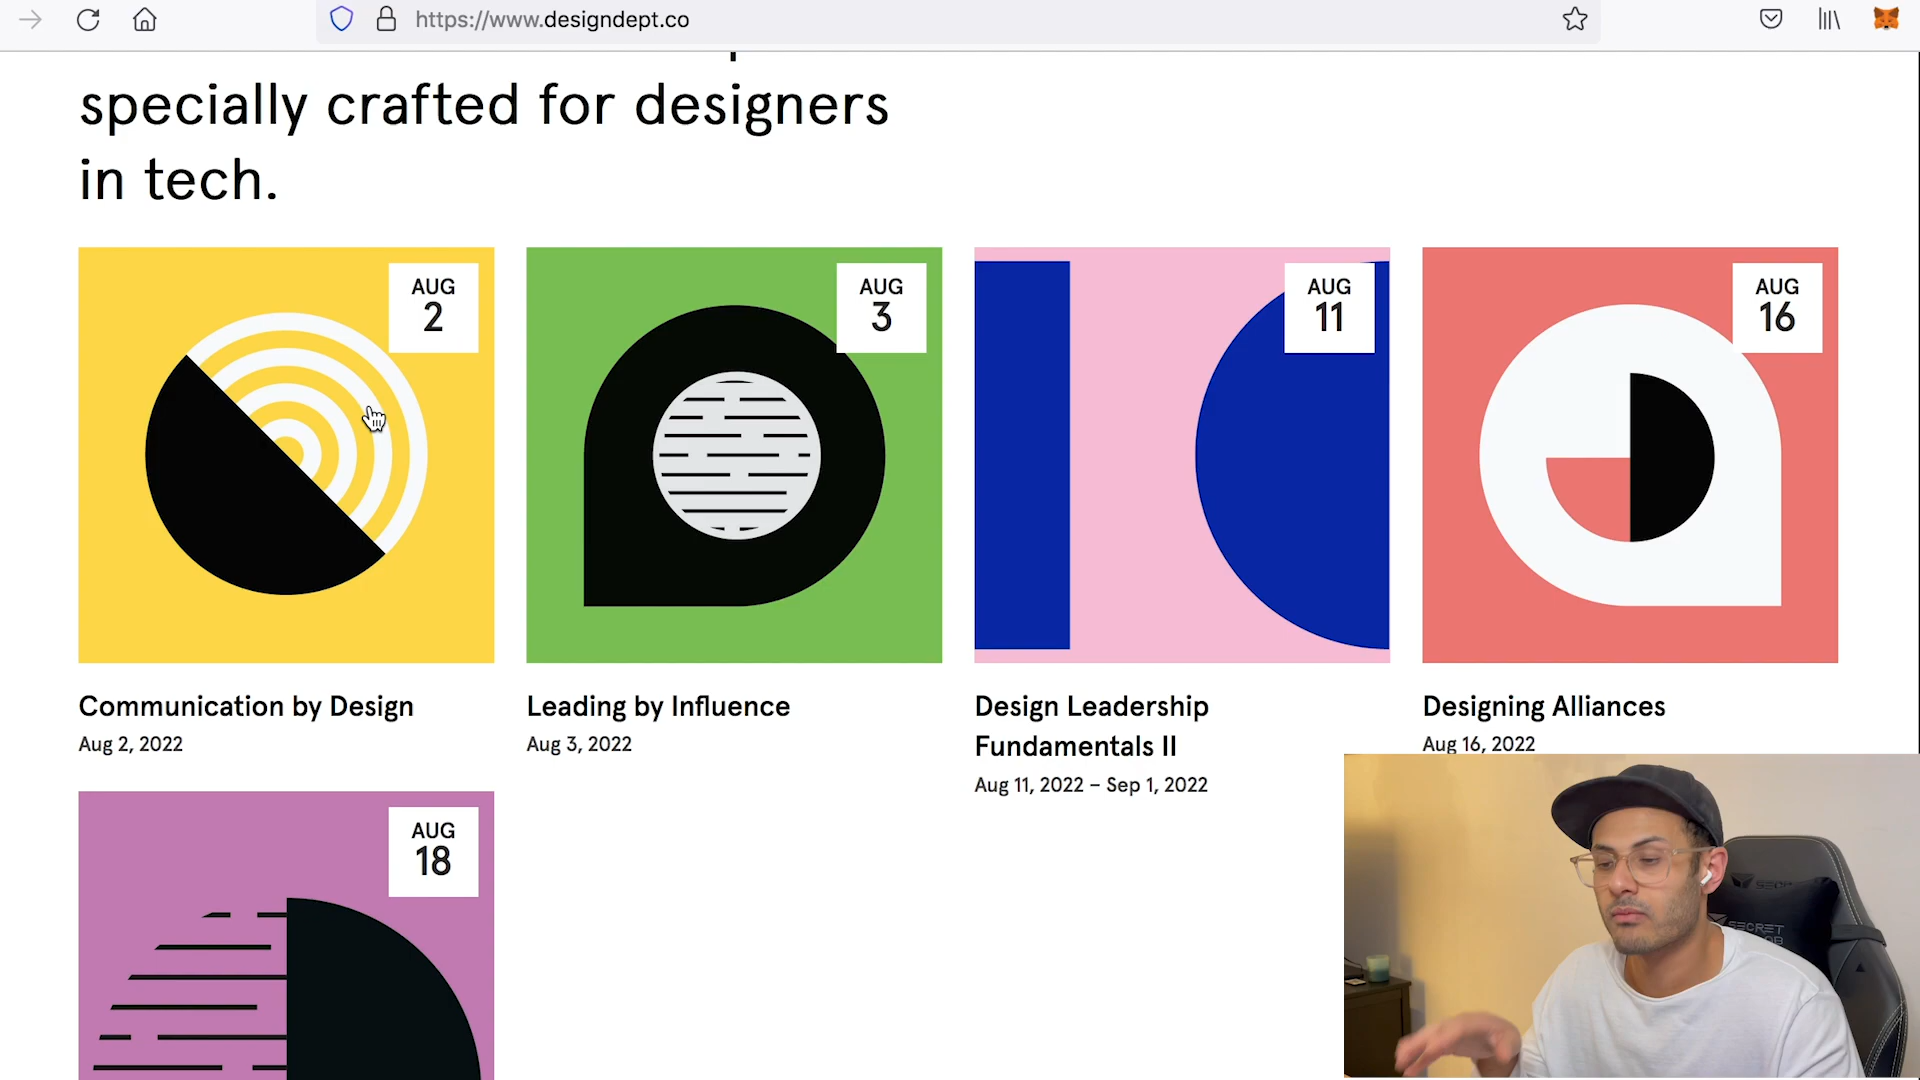 https://www.designdept.co
specially crafted for designers
in tech.
AUG
2
AUG
3
AUG
11
AUG
16
Communication by Design
Aug 2, 2022
Leading by Influence
Aug 3, 2022
Design Leadership
Fundamentals II
Aug 11, 2022 – Sep 1, 2022
Designing Alliances
Aug 16, 2022
AUG
18
SECRET